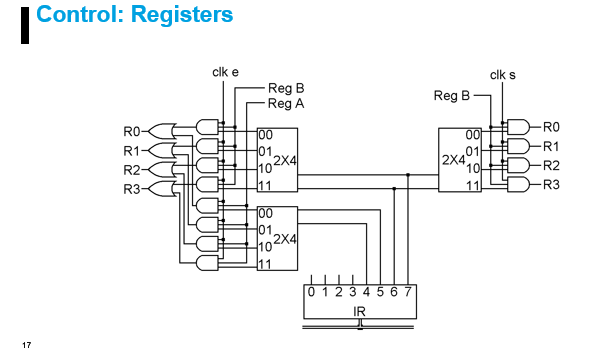 Control: Registers
clk e
clk s
Reg B
Reg A
Reg B
R0
R1
R2
R3
00
01
10
11
2X4
00
01
10
11
2X4
00
01
10
11
2X4
R0
R1
R2
R3
0 1 2 3 4 5 6 7
IR
17